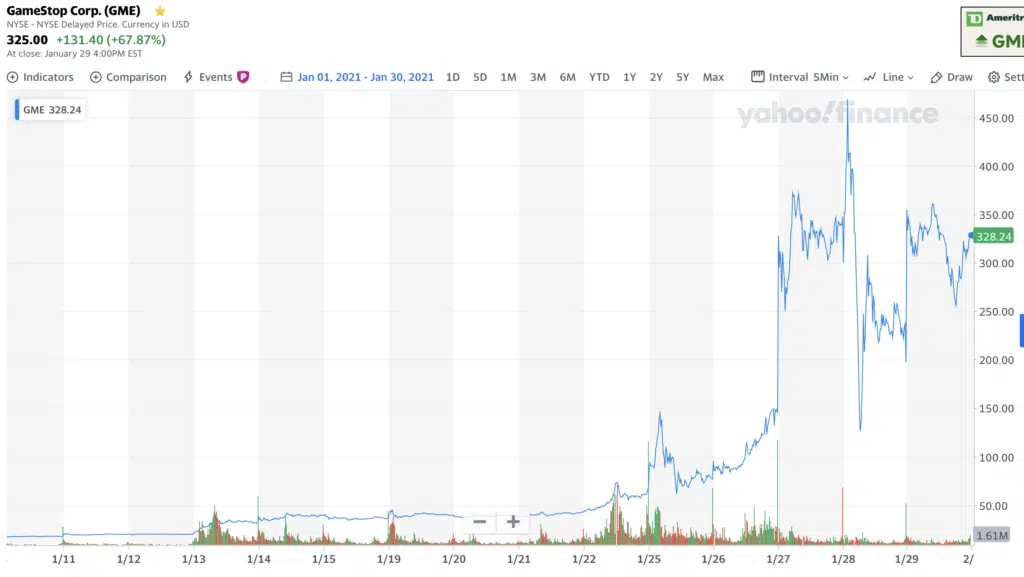 GameStop Corp. (GME)
NYSE - NYSE Delayed Price. Currency in USD
325.00 +131.40 (+67.87%)
At close: January 29 4:00PM EST
TD Ameritr
GME
Indicators Comparison Events P Jan 01, 2021 - Jan 30, 2021 1D 5D 1M 3M 6M YTD 1Y 2Y 5Y Max Interval 5Min Line Draw Sett
GME 328.24
yahoo!finance
450.00
400.00
350.00
328.24
300.00
250.00
200.00
150.00
100.00
50.00
1.61M
1/11 1/12 1/13 1/14 1/15 1/19 1/20 1/21 1/22 1/25 1/26 1/27 1/28 1/29 2/